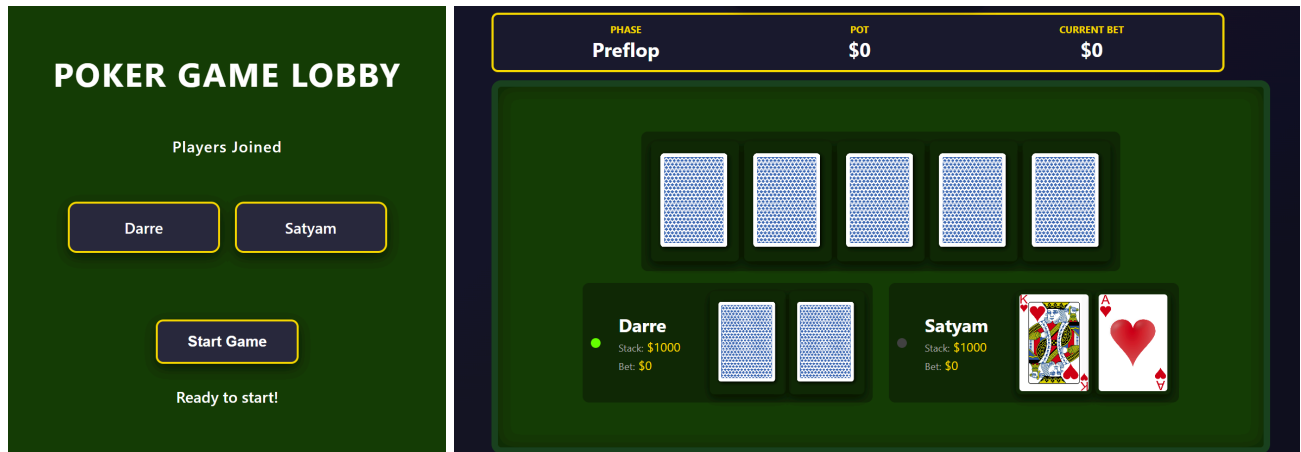 POKER GAME LOBBY
Players Joined
Darre
Satyam
Start Game
Ready to start!
PHASE
Preflop
POT
$0
CURRENT BET
$0
Darre
Stack: $1000
Bet: $0
Satyam
Stack: $1000
Bet: $0
K
K
A
A